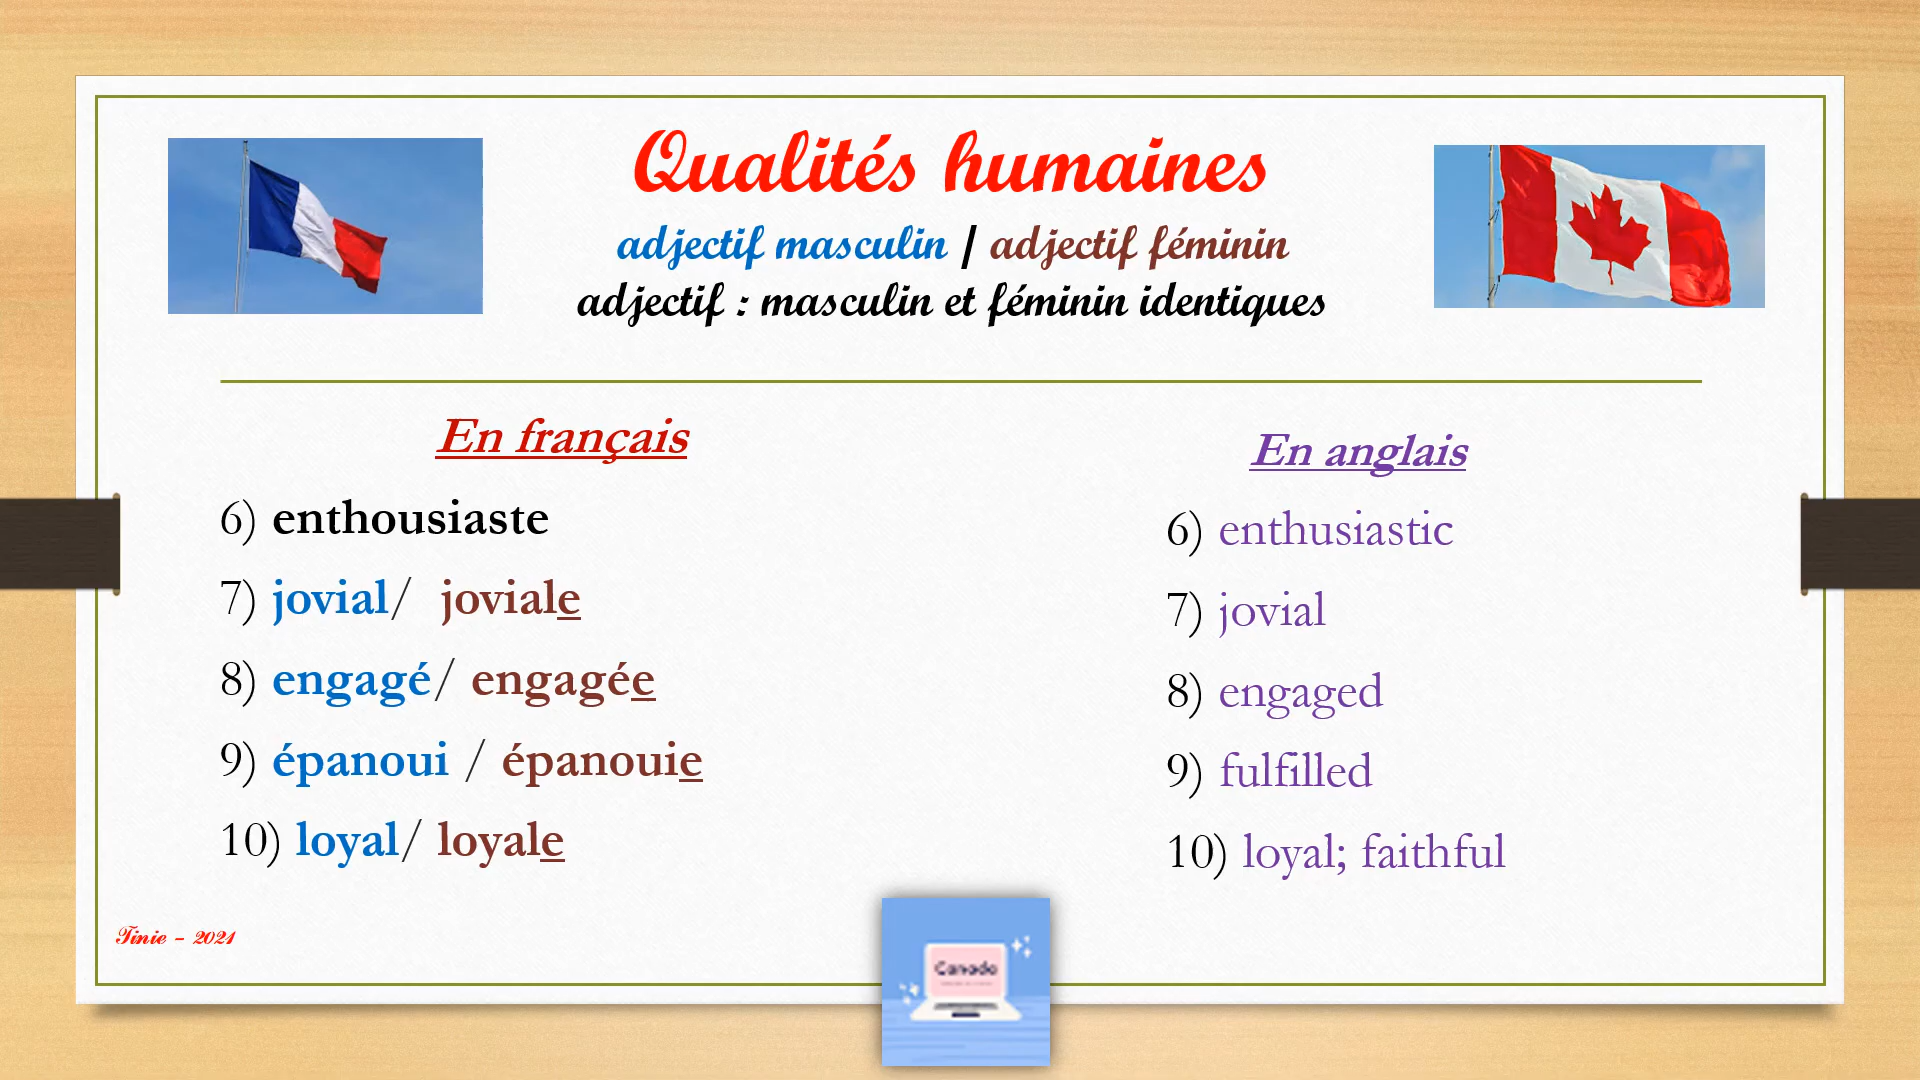 Qualités humaines
adjectif masculin / adjectif féminin
adjectif : masculin et féminin identiques
En français
6) enthousiaste
7) jovial/ joviale
8) engagé/ engagée
9) épanoui / épanouie
10) loyal/ loyale
En anglais
6) enthusiastic
7) jovial
8) engaged
9) fulfilled
10) loyal; faithful
Tinie - 2021
Canado